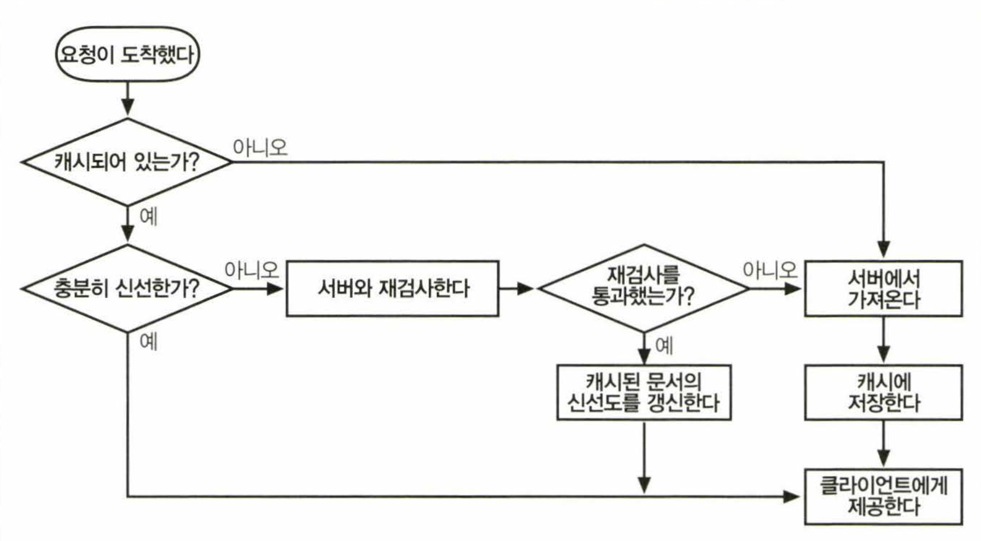 요청이 도착했다
캐시되어 있는가?
아니오
예
충분히 신선한가?
아니오
예
서버와 재검사한다
재검사를
통과했는가?
아니오
예
캐시된 문서의
신선도를 갱신한다
서버에서
가져온다
캐시에
저장한다
클라이언트에게
제공한다